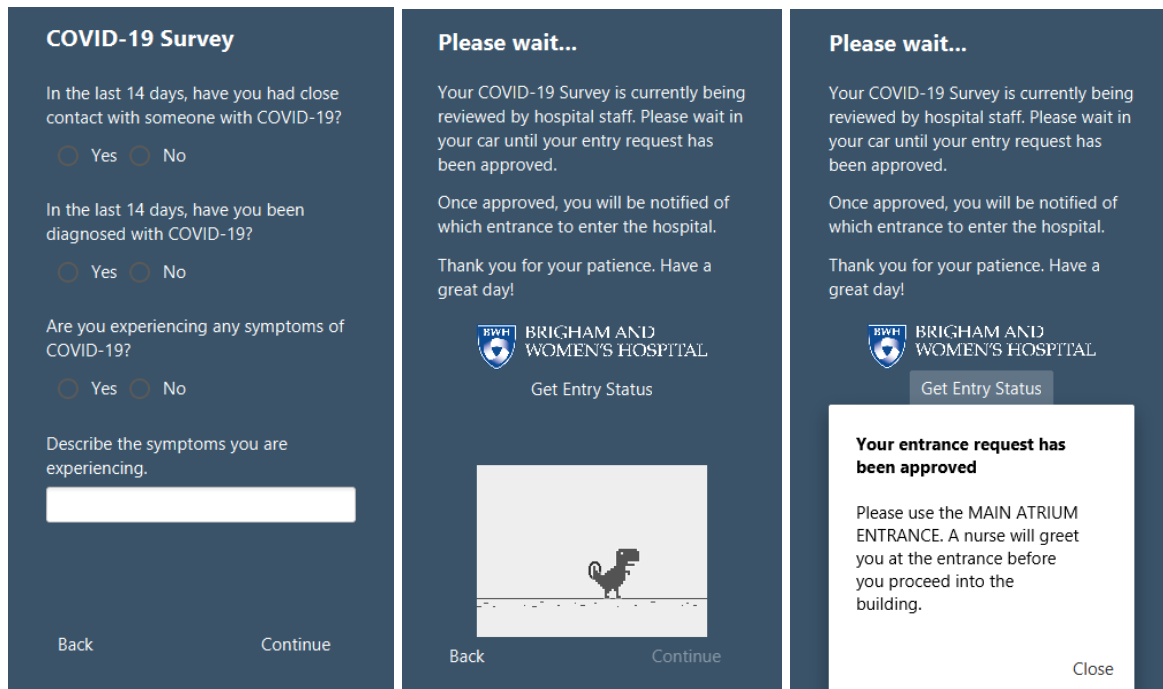 COVID-19 Survey
In the last 14 days, have you had close
contact with someone with COVID-19?
Yes No
In the last 14 days, have you been
diagnosed with COVID-19?
Yes No
Are you experiencing any symptoms of
COVID-19?
Yes No
Describe the symptoms you are
experiencing.
Back Continue
Please wait...
Your COVID-19 Survey is currently being
reviewed by hospital staff. Please wait in
your car until your entry request has
been approved.
Once approved, you will be notified of
which entrance to enter the hospital.
Thank you for your patience. Have a
great day!
BWH
BRIGHAM AND
WOMEN'S HOSPITAL
Get Entry Status
Back Continue
Please wait...
Your COVID-19 Survey is currently being
reviewed by hospital staff. Please wait in
your car until your entry request has
been approved.
Once approved, you will be notified of
which entrance to enter the hospital.
Thank you for your patience. Have a
great day!
BWH
BRIGHAM AND
WOMEN'S HOSPITAL
Get Entry Status
Your entrance request has
been approved
Please use the MAIN ATRIUM
ENTRANCE. A nurse will greet
you at the entrance before
you proceed into the
building.
Close